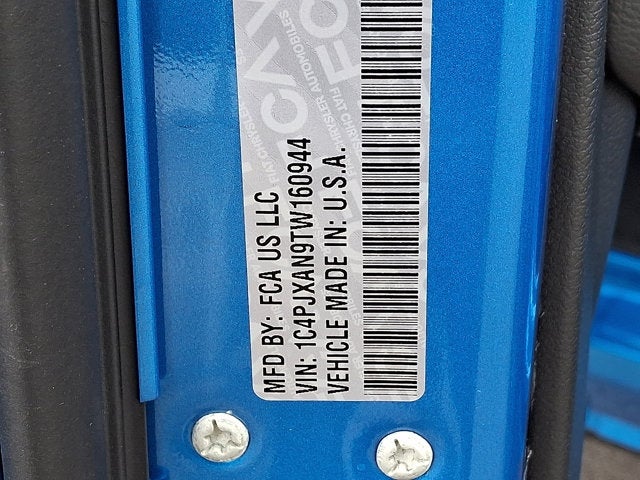 MFD BY: FCA US LLC
VIN: 1C4PJXAN9TW160944
VEHICLE MADE IN: U.S.A.